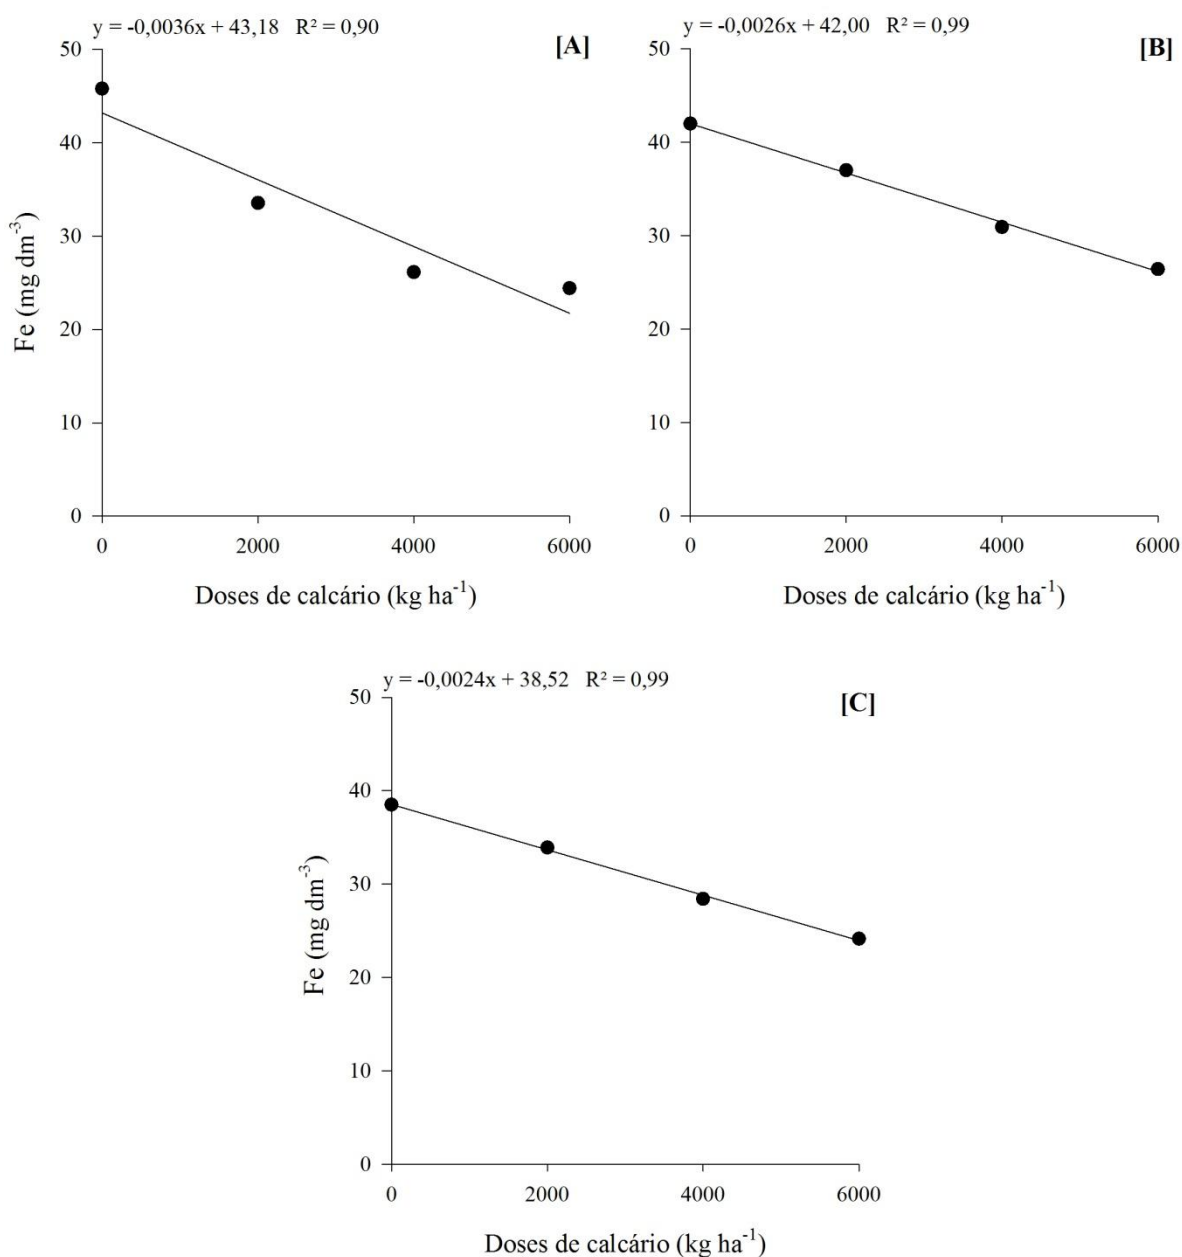 y = -0,0036x + 43,18 R² = 0,90
[A]
50
40
30
20
10
0
Fe (mg dm⁻³)
0 2000 4000 6000
Doses de calcário (kg ha⁻¹)
y = -0,0026x + 42,00 R² = 0,99
[B]
50
40
30
20
10
0
0 2000 4000 6000
Doses de calcário (kg ha⁻¹)
y = -0,0024x + 38,52 R² = 0,99
[C]
50
40
30
20
10
0
Fe (mg dm⁻³)
0 2000 4000 6000
Doses de calcário (kg ha⁻¹)